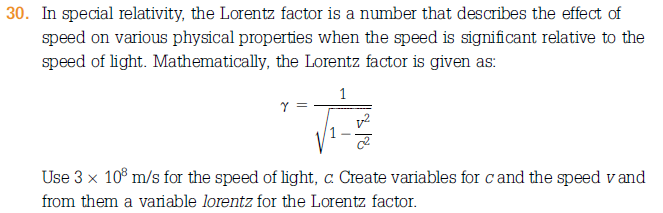 30. In special relativity, the Lorentz factor is a number that describes the effect of
speed on various physical properties when the speed is significant relative to the
speed of light. Mathematically, the Lorentz factor is given as:
γ = 1 / √(1 − v²/c²)
Use 3 × 10⁸ m/s for the speed of light, c. Create variables for c and the speed v and
from them a variable lorentz for the Lorentz factor.